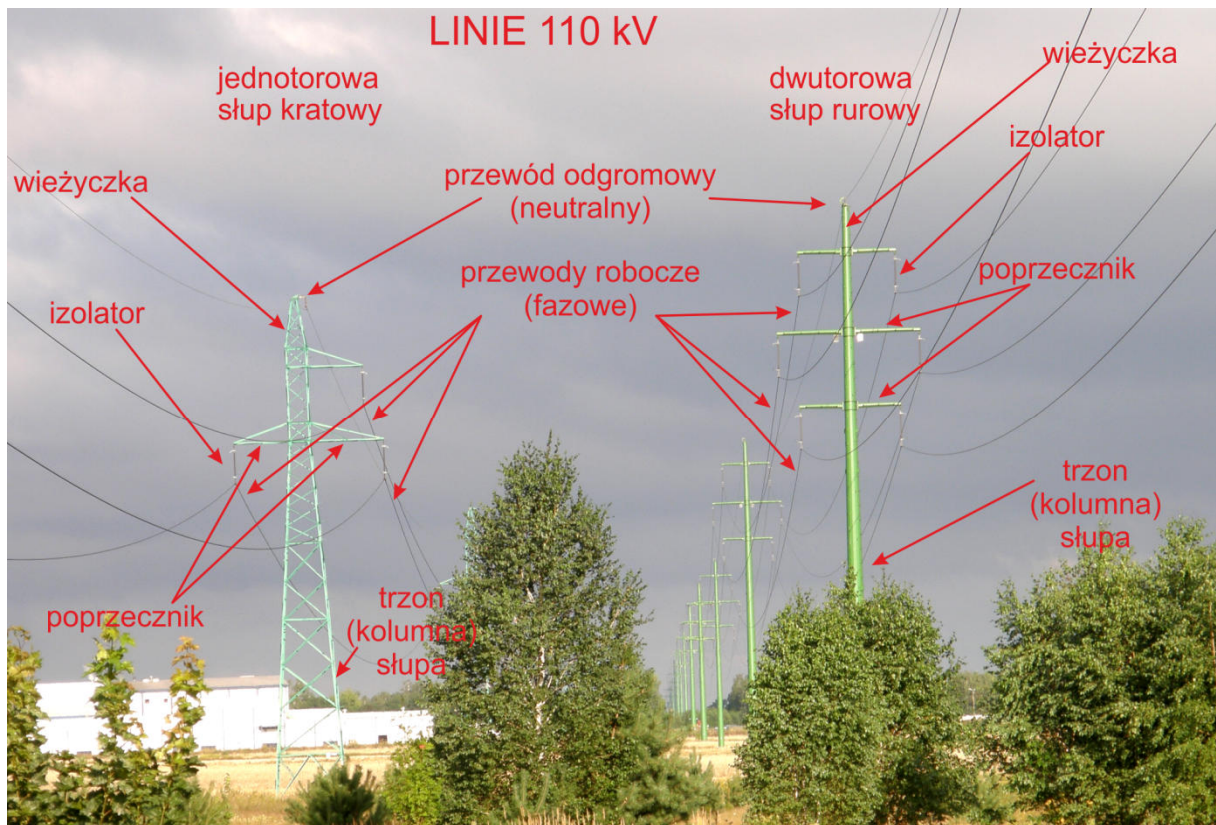 LINIE 110 kV
jednotorowa
słup kratowy
dwutorowa
słup rurowy
wieżyczka
izolator
wieżyczka
przewód odgromowy
(neutralny)
przewody robocze
(fazowe)
poprzecznik
izolator
trzon
(kolumna)
słupa
poprzecznik
trzon
(kolumna)
słupa